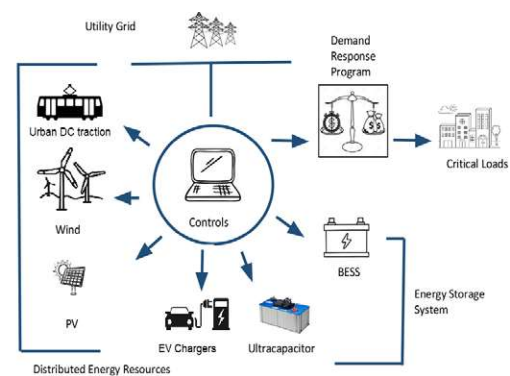 Utility Grid
Demand
Response
Program
Urban DC traction
Critical Loads
Controls
Wind
BESS
Energy Storage
System
PV
EV Chargers
Ultracapacitor
Distributed Energy Resources